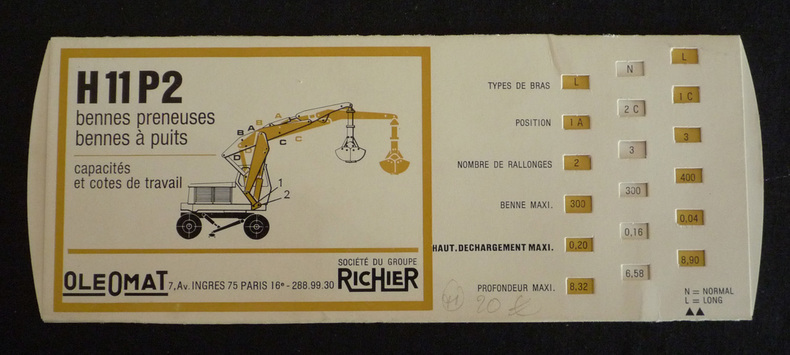 H11P2
bennes preneuses
bennes à puits
capacités
et cotes de travail
B A
B A
C
C
D
1
2
OLEOMAT 7, Av. INGRES 75 PARIS 16e - 288.99.30
SOCIÉTÉ DU GROUPE
RICHIER
TYPES DE BRAS L N L
POSITION 1 A 2 C 1 C
NOMBRE DE RALLONGES 2 3 3
BENNE MAXI. 300 300 400
HAUT. DECHARGEMENT MAXI. 0,20 0,16 0.04
PROFONDEUR MAXI. 8,32 6,58 8,90
N = NORMAL
L = LONG
20 €